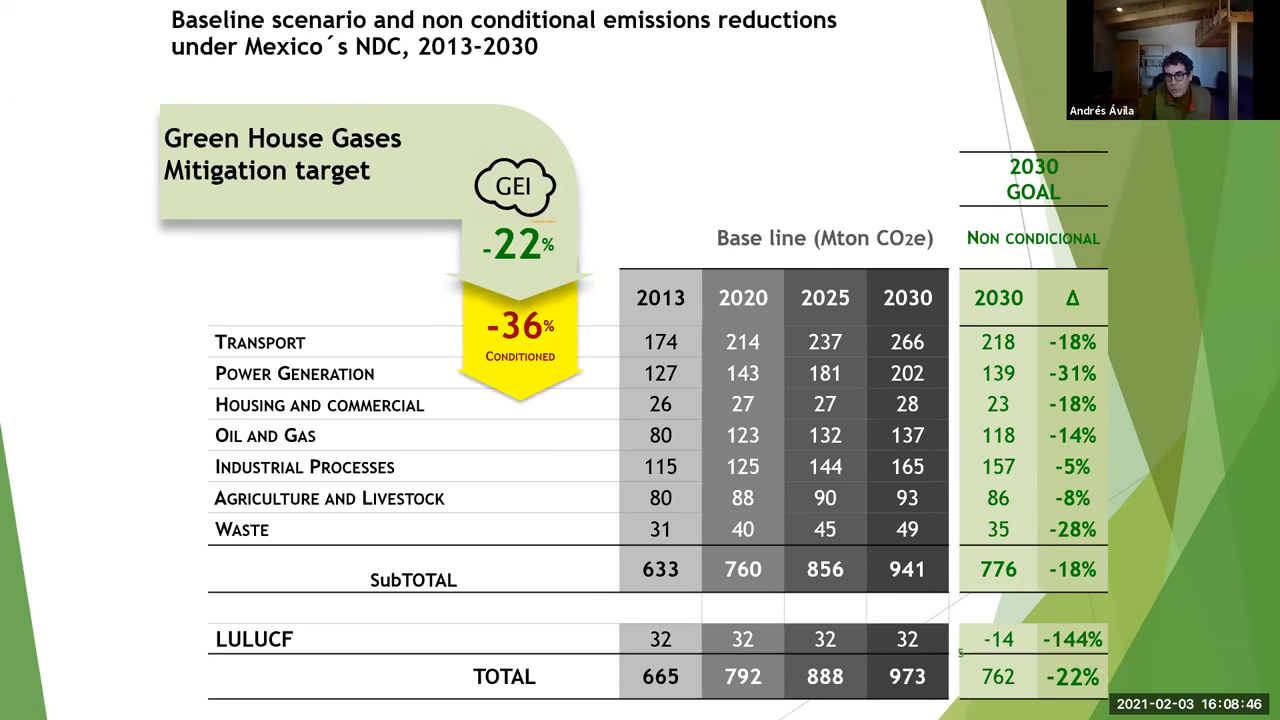 Baseline scenario and non conditional emissions reductions
under Mexico´s NDC, 2013-2030
Andrés Ávila
Green House Gases
Mitigation target
GEI
-22%
-36%
CONDITIONED
2030
GOAL
Base line (Mton CO2e) NON CONDICIONAL
2013 2020 2025 2030 2030 Δ
TRANSPORT 174 214 237 266 218 -18%
POWER GENERATION 127 143 181 202 139 -31%
HOUSING AND COMMERCIAL 26 27 27 28 23 -18%
OIL AND GAS 80 123 132 137 118 -14%
INDUSTRIAL PROCESSES 115 125 144 165 157 -5%
AGRICULTURE AND LIVESTOCK 80 88 90 93 86 -8%
WASTE 31 40 45 49 35 -28%
SubTOTAL 633 760 856 941 776 -18%
LULUCF 32 32 32 32 -14 -144%
TOTAL 665 792 888 973 762 -22%
2021-02-03 16:08:46